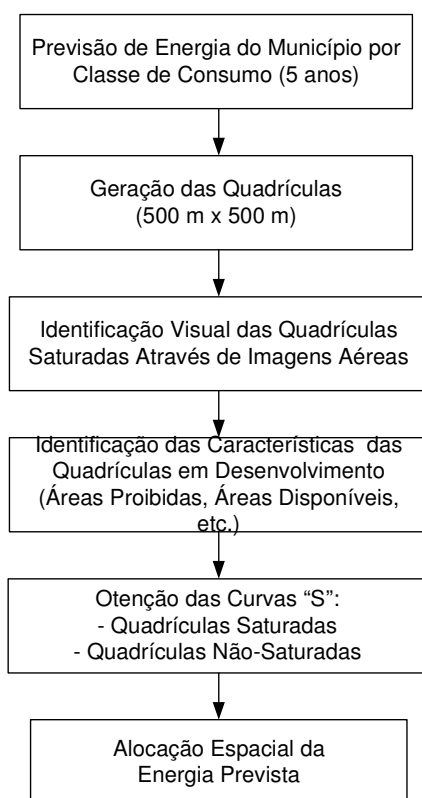 Previsão de Energia do Município por
Classe de Consumo (5 anos)
Geração das Quadrículas
(500 m x 500 m)
Identificação Visual das Quadrículas
Saturadas Através de Imagens Aéreas
Identificação das Características das
Quadrículas em Desenvolvimento
(Áreas Proibidas, Áreas Disponíveis,
etc.)
Otenção das Curvas “S”:
- Quadrículas Saturadas
- Quadrículas Não-Saturadas
Alocação Espacial da
Energia Prevista